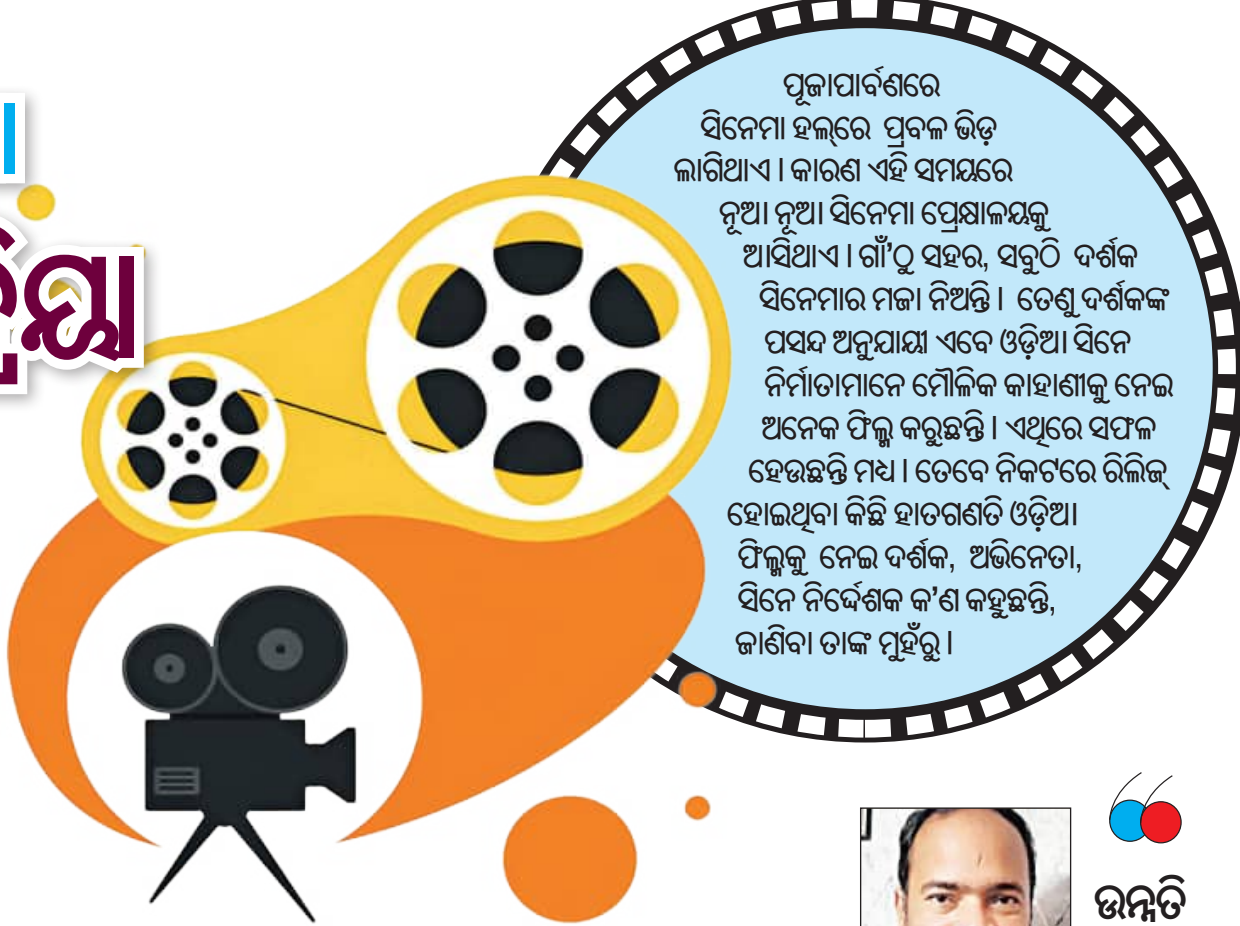 ପୂଜାପାର୍ବଣରେ
ସିନେମା ହଲ୍‌ରେ ପ୍ରବଳ ଭିଡ଼
ଲାଗିଥାଏ । କାରଣ ଏହି ସମୟରେ
ନୂଆ ନୂଆ ସିନେମା ପ୍ରେକ୍ଷାଳୟକୁ
ଆସିଥାଏ । ଗାଁ’ଠୁ ସହର, ସବୁଠି ଦର୍ଶକ
ସିନେମାର ମଜା ନିଅନ୍ତି । ତେଣୁ ଦର୍ଶକଙ୍କ
ପସନ୍ଦ ଅନୁଯାୟୀ ଏବେ ଓଡ଼ିଆ ସିନେ
ନିର୍ମାତାମାନେ ମୌଳିକ କାହାଣୀକୁ ନେଇ
ଅନେକ ଫିଲ୍ମ କରୁଛନ୍ତି । ଏଥିରେ ସଫଳ
ହେଉଛନ୍ତି ମଧ୍ୟ । ତେବେ ନିକଟରେ ରିଲିଜ୍
ହୋଇଥିବା କିଛି ହାତଗଣତି ଓଡ଼ିଆ
ଫିଲ୍ମକୁ ନେଇ ଦର୍ଶକ, ଅଭିନେତା,
ସିନେ ନିର୍ଦ୍ଦେଶକ କ’ଣ କହୁଛନ୍ତି,
ଜାଣିବା ତାଙ୍କ ମୁହଁରୁ ।
ଉନ୍ନତି